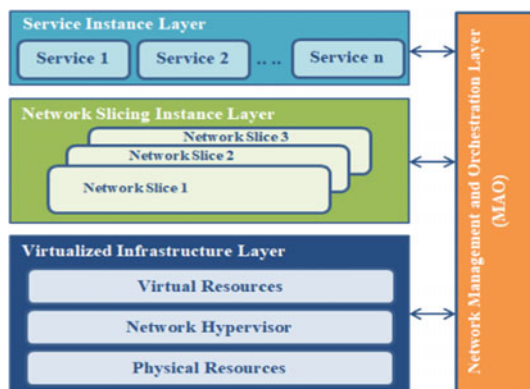 Service Instance Layer
Service 1
Service 2
.. ..
Service n
Network Slicing Instance Layer
Network Slice 3
Network Slice 2
Network Slice 1
Virtualized Infrastructure Layer
Virtual Resources
Network Hypervisor
Physical Resources
Network Management and Orchestration Layer
(MAO)